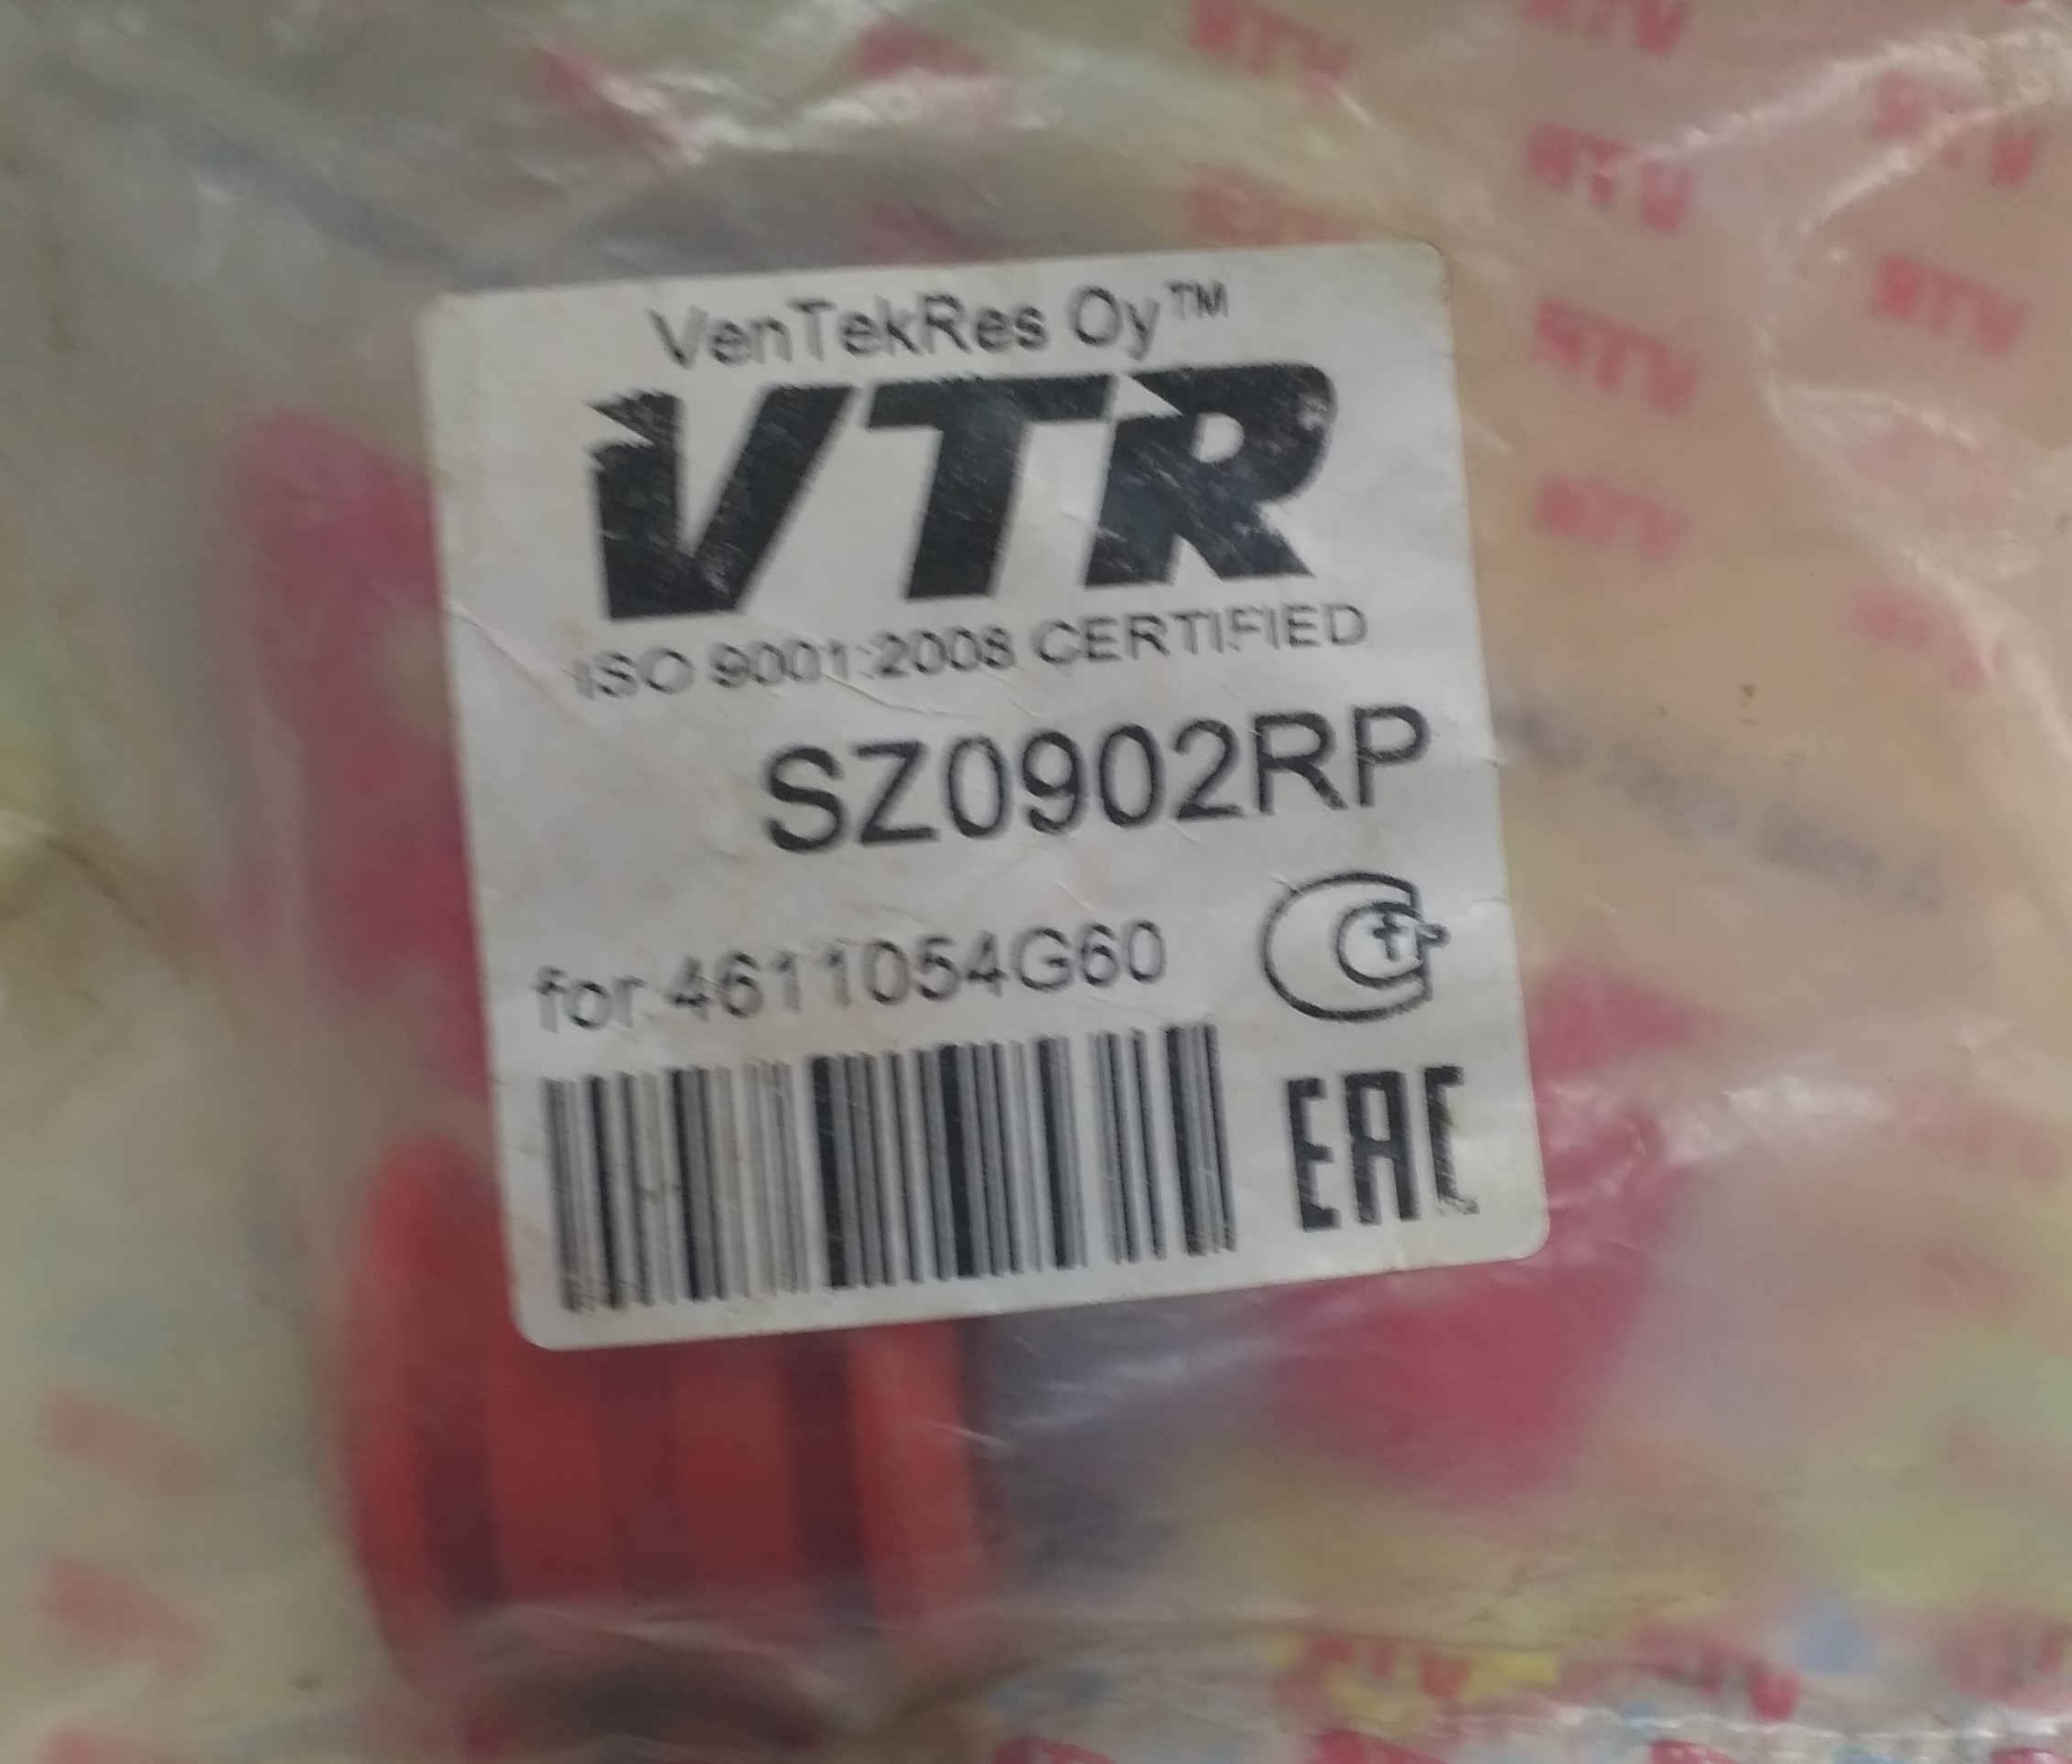 VenTekRes Oy™
VTR
ISO 9001:2008 CERTIFIED
SZ0902RP
for 4611054G60
EAC